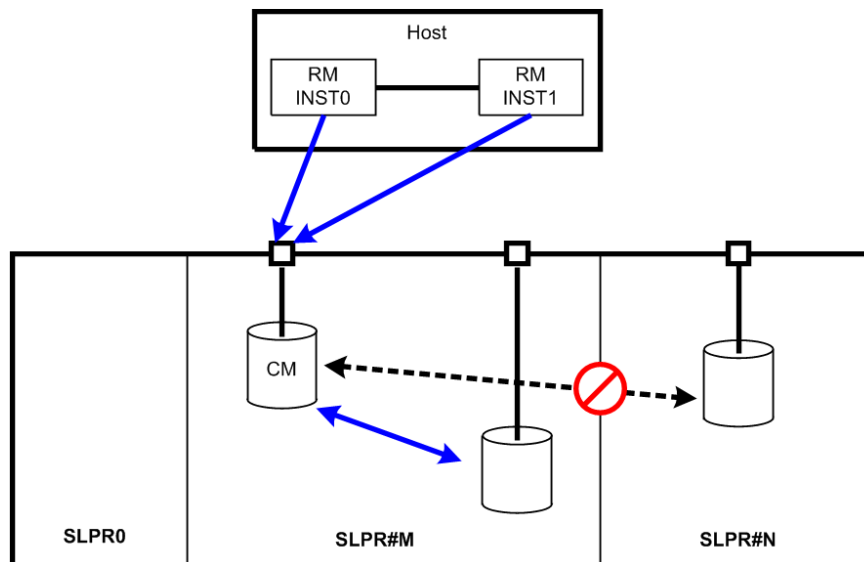 Host
RM
INST0
RM
INST1
CM
SLPR0
SLPR#M
SLPR#N